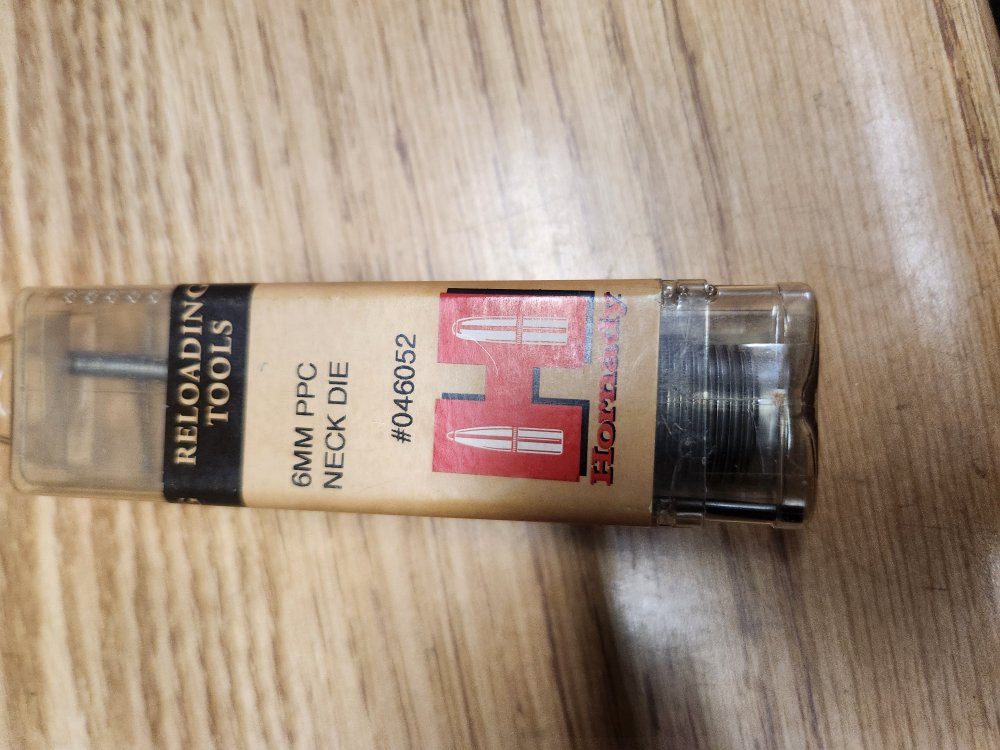 RELOADING
TOOLS
6MM PPC
NECK DIE
#046052
Hornady